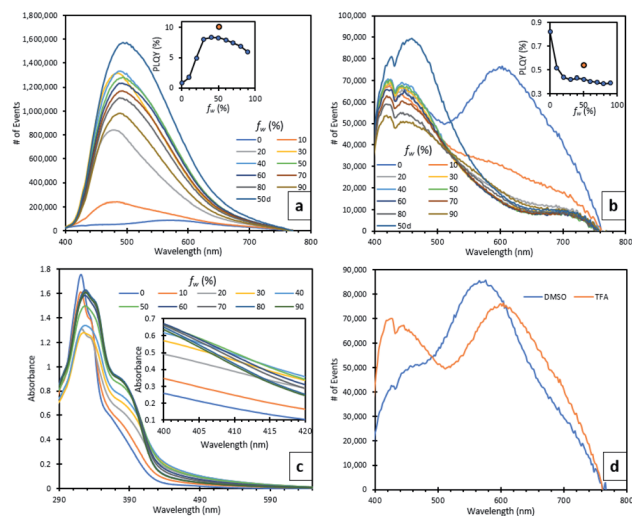 1,800,000
1,600,000
1,400,000
1,200,000
1,000,000
800,000
600,000
400,000
200,000
0
# of Events
400 500 600 700 800
Wavelength (nm)
PLQY (%)
10
5
0
0 50 100
fw (%)
fw (%)
0 10
20 30
40 50
60 70
80 90
50d
a
100,000
90,000
80,000
70,000
60,000
50,000
40,000
30,000
20,000
10,000
0
# of Events
400 500 600 700 800
Wavelength (nm)
PLQY (%)
0.9
0.7
0.5
0.3
0 50 100
fw (%)
fw (%)
0 10
20 30
40 50
60 70
80 90
50d
b
1.8
1.6
1.4
1.2
1
0.8
0.6
0.4
0.2
0
Absorbance
290 390 490 590
Wavelength (nm)
fw (%)
0 10 20 30 40
50 60 70 80 90
0.7
0.6
0.5
0.4
0.3
0.2
0.1
Absorbance
400 405 410 415 420
Wavelength (nm)
c
90,000
80,000
70,000
60,000
50,000
40,000
30,000
20,000
10,000
0
# of Events
400 500 600 700 800
Wavelength (nm)
DMSO TFA
d